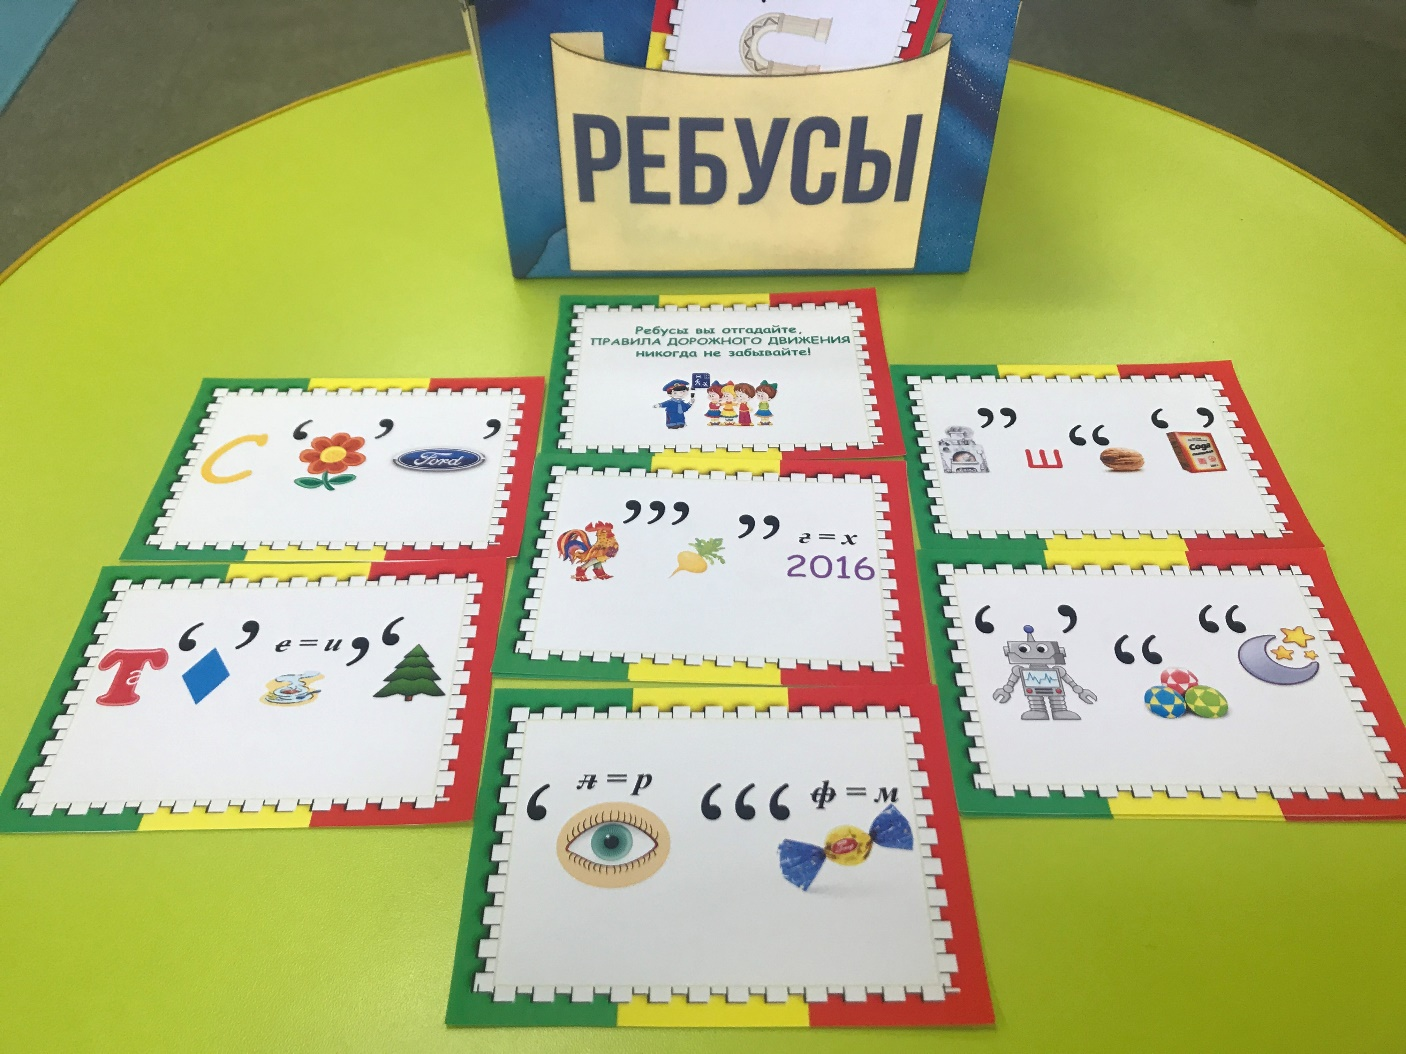 РЕБУСЫ
Ребусы вы отгадайте,
ПРАВИЛА ДОРОЖНОГО ДВИЖЕНИЯ
никогда не забывайте!
С ‘ ’ Ford ’
’’ ш ‘‘ ‘ Сода ’
’’’ ’’ г = х
2016
Т а ‘ ’ е = и , ‘
‘ ’ ‘‘ ‘‘
‘ л = р ‘‘‘ ф = м